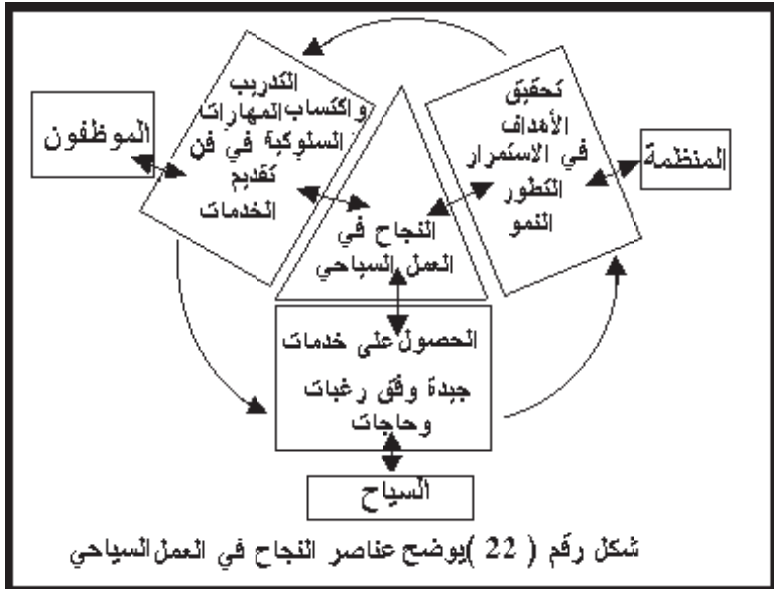 تحقيق
الأهداف
في الاستمرار
التطور
النمو
المنظمة
التدريب
واكتساب المهارات
السلوكية في فن
تقديم
الخدمات
الموظفون
النجاح في
العمل السياحي
الحصول على خدمات
جيدة وفق رغبات
وحاجات
السياح
شكل رقم ( 22 )يوضح عناصر النجاح في العمل السياحي